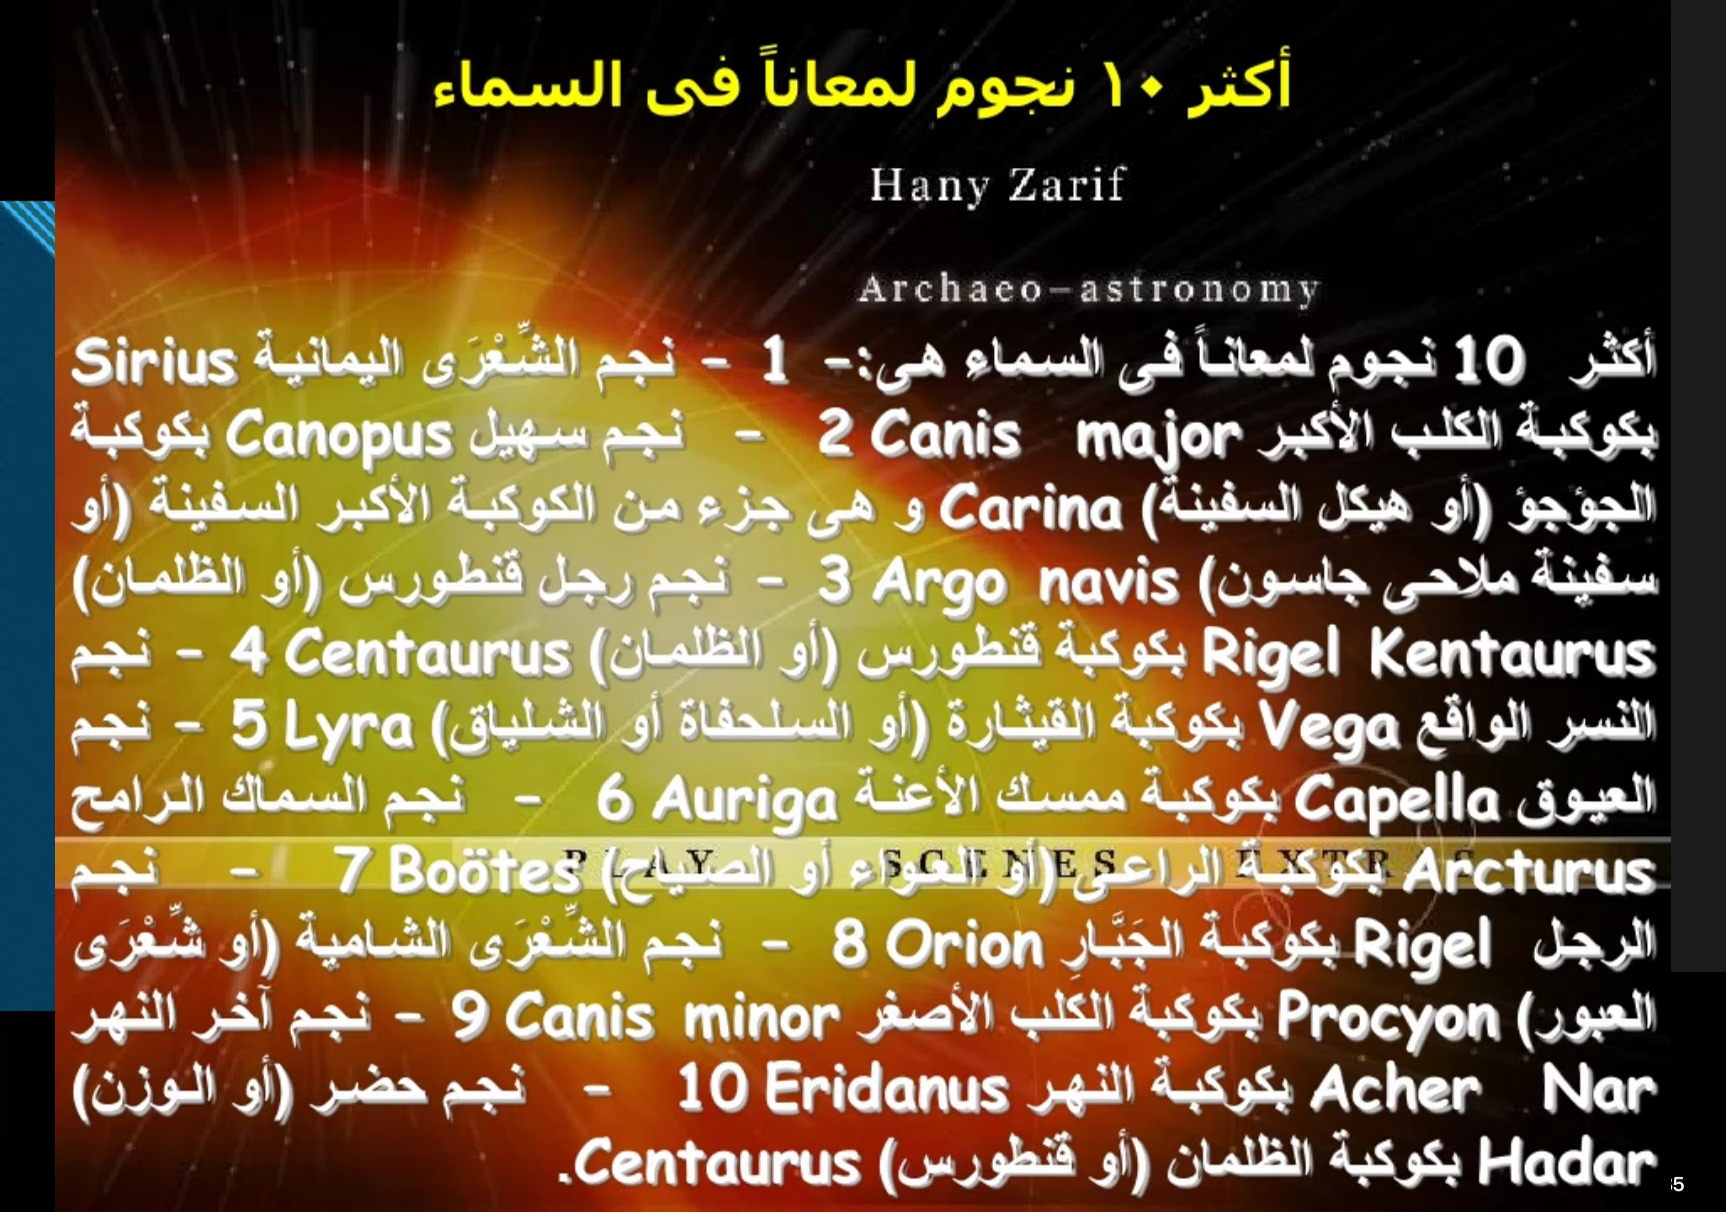 أكثر ١٠ نجوم لمعاناً فى السماء
Hany Zarif
Archaeo-astronomy
أكثر 10 نجوم لمعاناً فى السماء هى:- 1 - نجم الشِّعْرَى اليمانية Sirius
بكوكبة الكلب الأكبر Canis major 2 - نجم سهيل Canopus بكوكبة
الجؤجؤ (أو هيكل السفينة) Carina و هى جزء من الكوكبة الأكبر السفينة (أو
سفينة ملاحى جاسون) Argo navis 3 - نجم رجل قنطورس (أو الظلمان)
Rigel Kentaurus بكوكبة قنطورس (أو الظلمان) Centaurus 4 - نجم
النسر الواقع Vega بكوكبة القيثارة (أو السلحفاة أو الشلياق) Lyra 5 - نجم
العيوق Capella بكوكبة ممسك الأعنة Auriga 6 - نجم السماك الرامح
Arcturus بكوكبة الراعى (أو العواء أو الصياح) Boötes 7 - نجم
PLAY SCENES EXTRAS
الرجل Rigel بكوكبة الجَبَّارِ Orion 8 - نجم الشِّعْرَى الشامية (أو شِّعْرَى
العبور) Procyon بكوكبة الكلب الأصغر Canis minor 9 - نجم آخر النهر
Acher Nar بكوكبة النهر Eridanus 10 - نجم حضر (أو الوزن)
Hadar بكوكبة الظلمان (أو قنطورس) Centaurus.